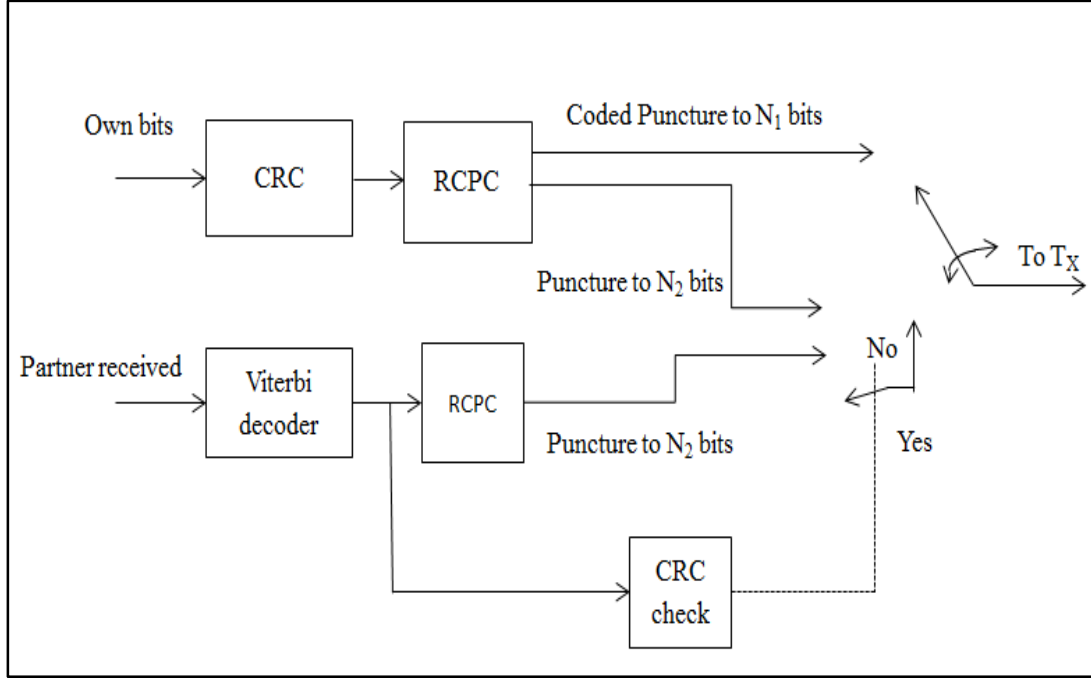 Coded Puncture to N₁ bits
Own bits
CRC
RCPC
To Tₓ
Puncture to N₂ bits
Partner received
Viterbi
decoder
RCPC
No
Puncture to N₂ bits
Yes
CRC
check